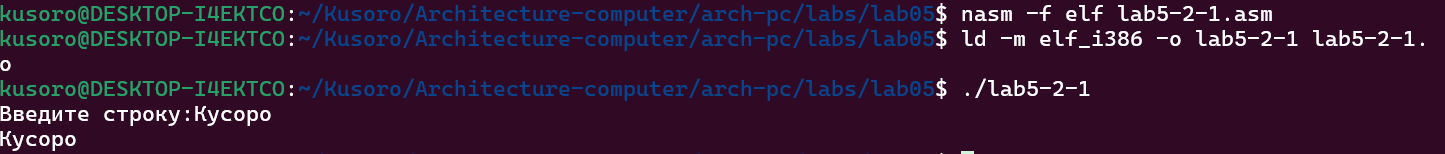 kusoro@DESKTOP-I4EKTCO:~/Kusoro/Architecture-computer/arch-pc/labs/lab05$ nasm -f elf lab5-2-1.asm
kusoro@DESKTOP-I4EKTCO:~/Kusoro/Architecture-computer/arch-pc/labs/lab05$ ld -m elf_i386 -o lab5-2-1 lab5-2-1.
o
kusoro@DESKTOP-I4EKTCO:~/Kusoro/Architecture-computer/arch-pc/labs/lab05$ ./lab5-2-1
Введите строку:Кусоро
Кусоро